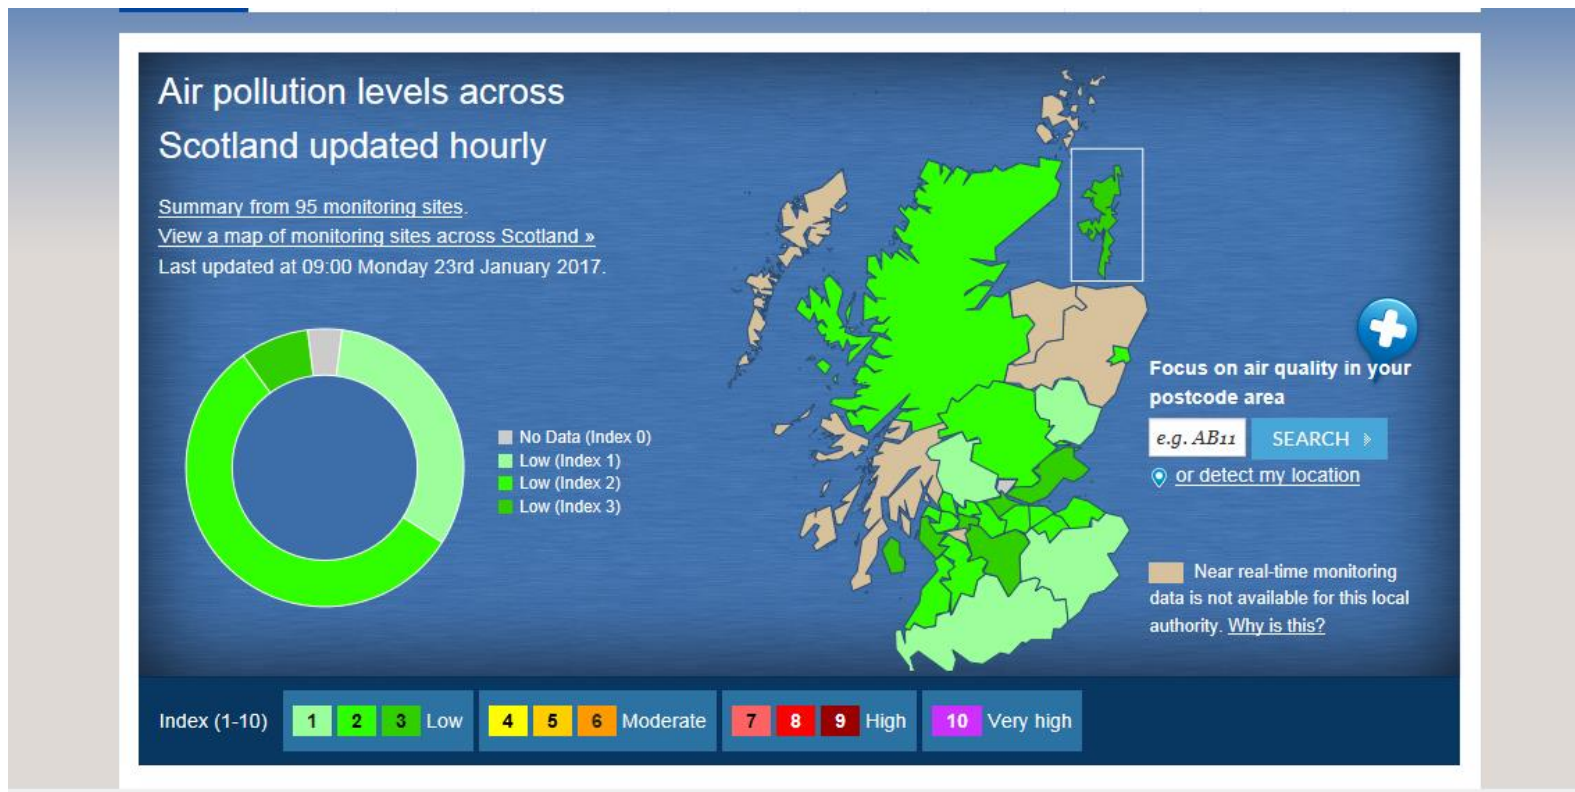 Air pollution levels across
Scotland updated hourly
Summary from 95 monitoring sites.
View a map of monitoring sites across Scotland »
Last updated at 09:00 Monday 23rd January 2017.
No Data (Index 0)
Low (Index 1)
Low (Index 2)
Low (Index 3)
Focus on air quality in your
postcode area
e.g. AB11 SEARCH
or detect my location
Near real-time monitoring
data is not available for this local
authority. Why is this?
Index (1-10) 1 2 3 Low 4 5 6 Moderate 7 8 9 High 10 Very high